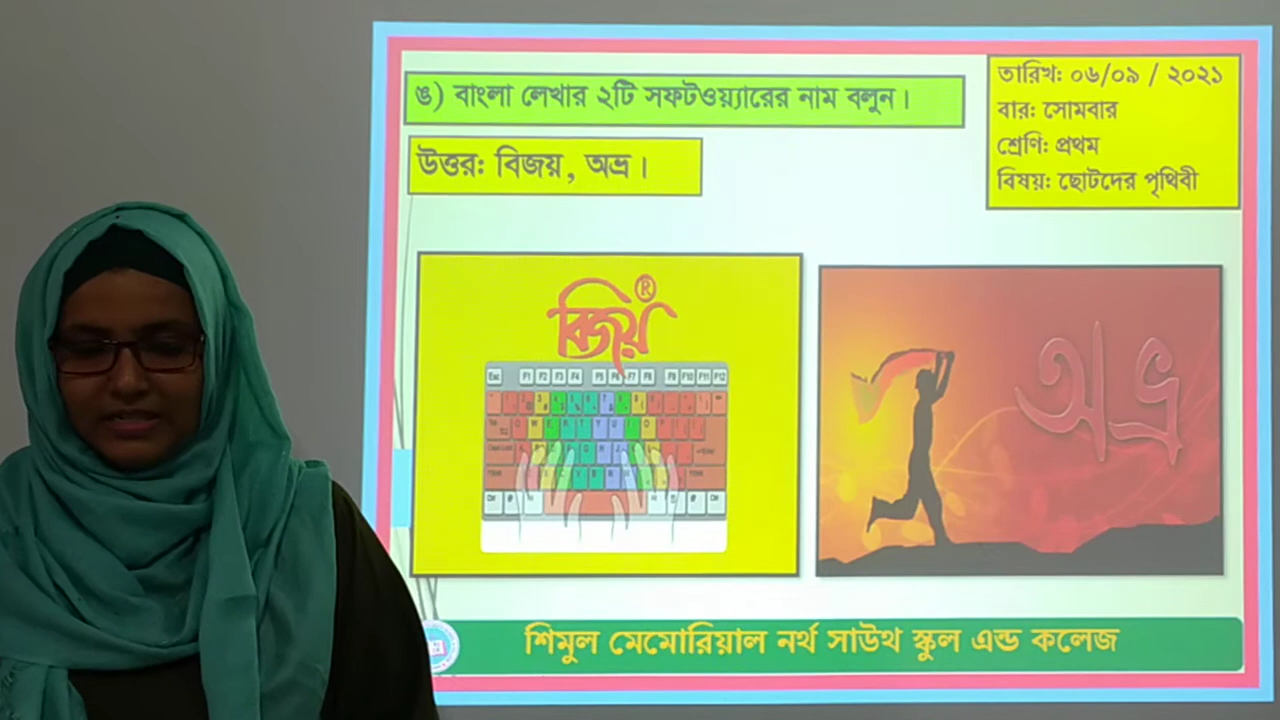 ঙ) বাংলা লেখার ২টি সফটওয়্যারের নাম বলুন।
উত্তর: বিজয়, অভ্র।
তারিখ: ০৬/০৯ / ২০২১
বার: সোমবার
শ্রেণি: প্রথম
বিষয়: ছোটদের পৃথিবী
বিজয়®
অভ্র
শিমুল মেমোরিয়াল নর্থ সাউথ স্কুল এন্ড কলেজ